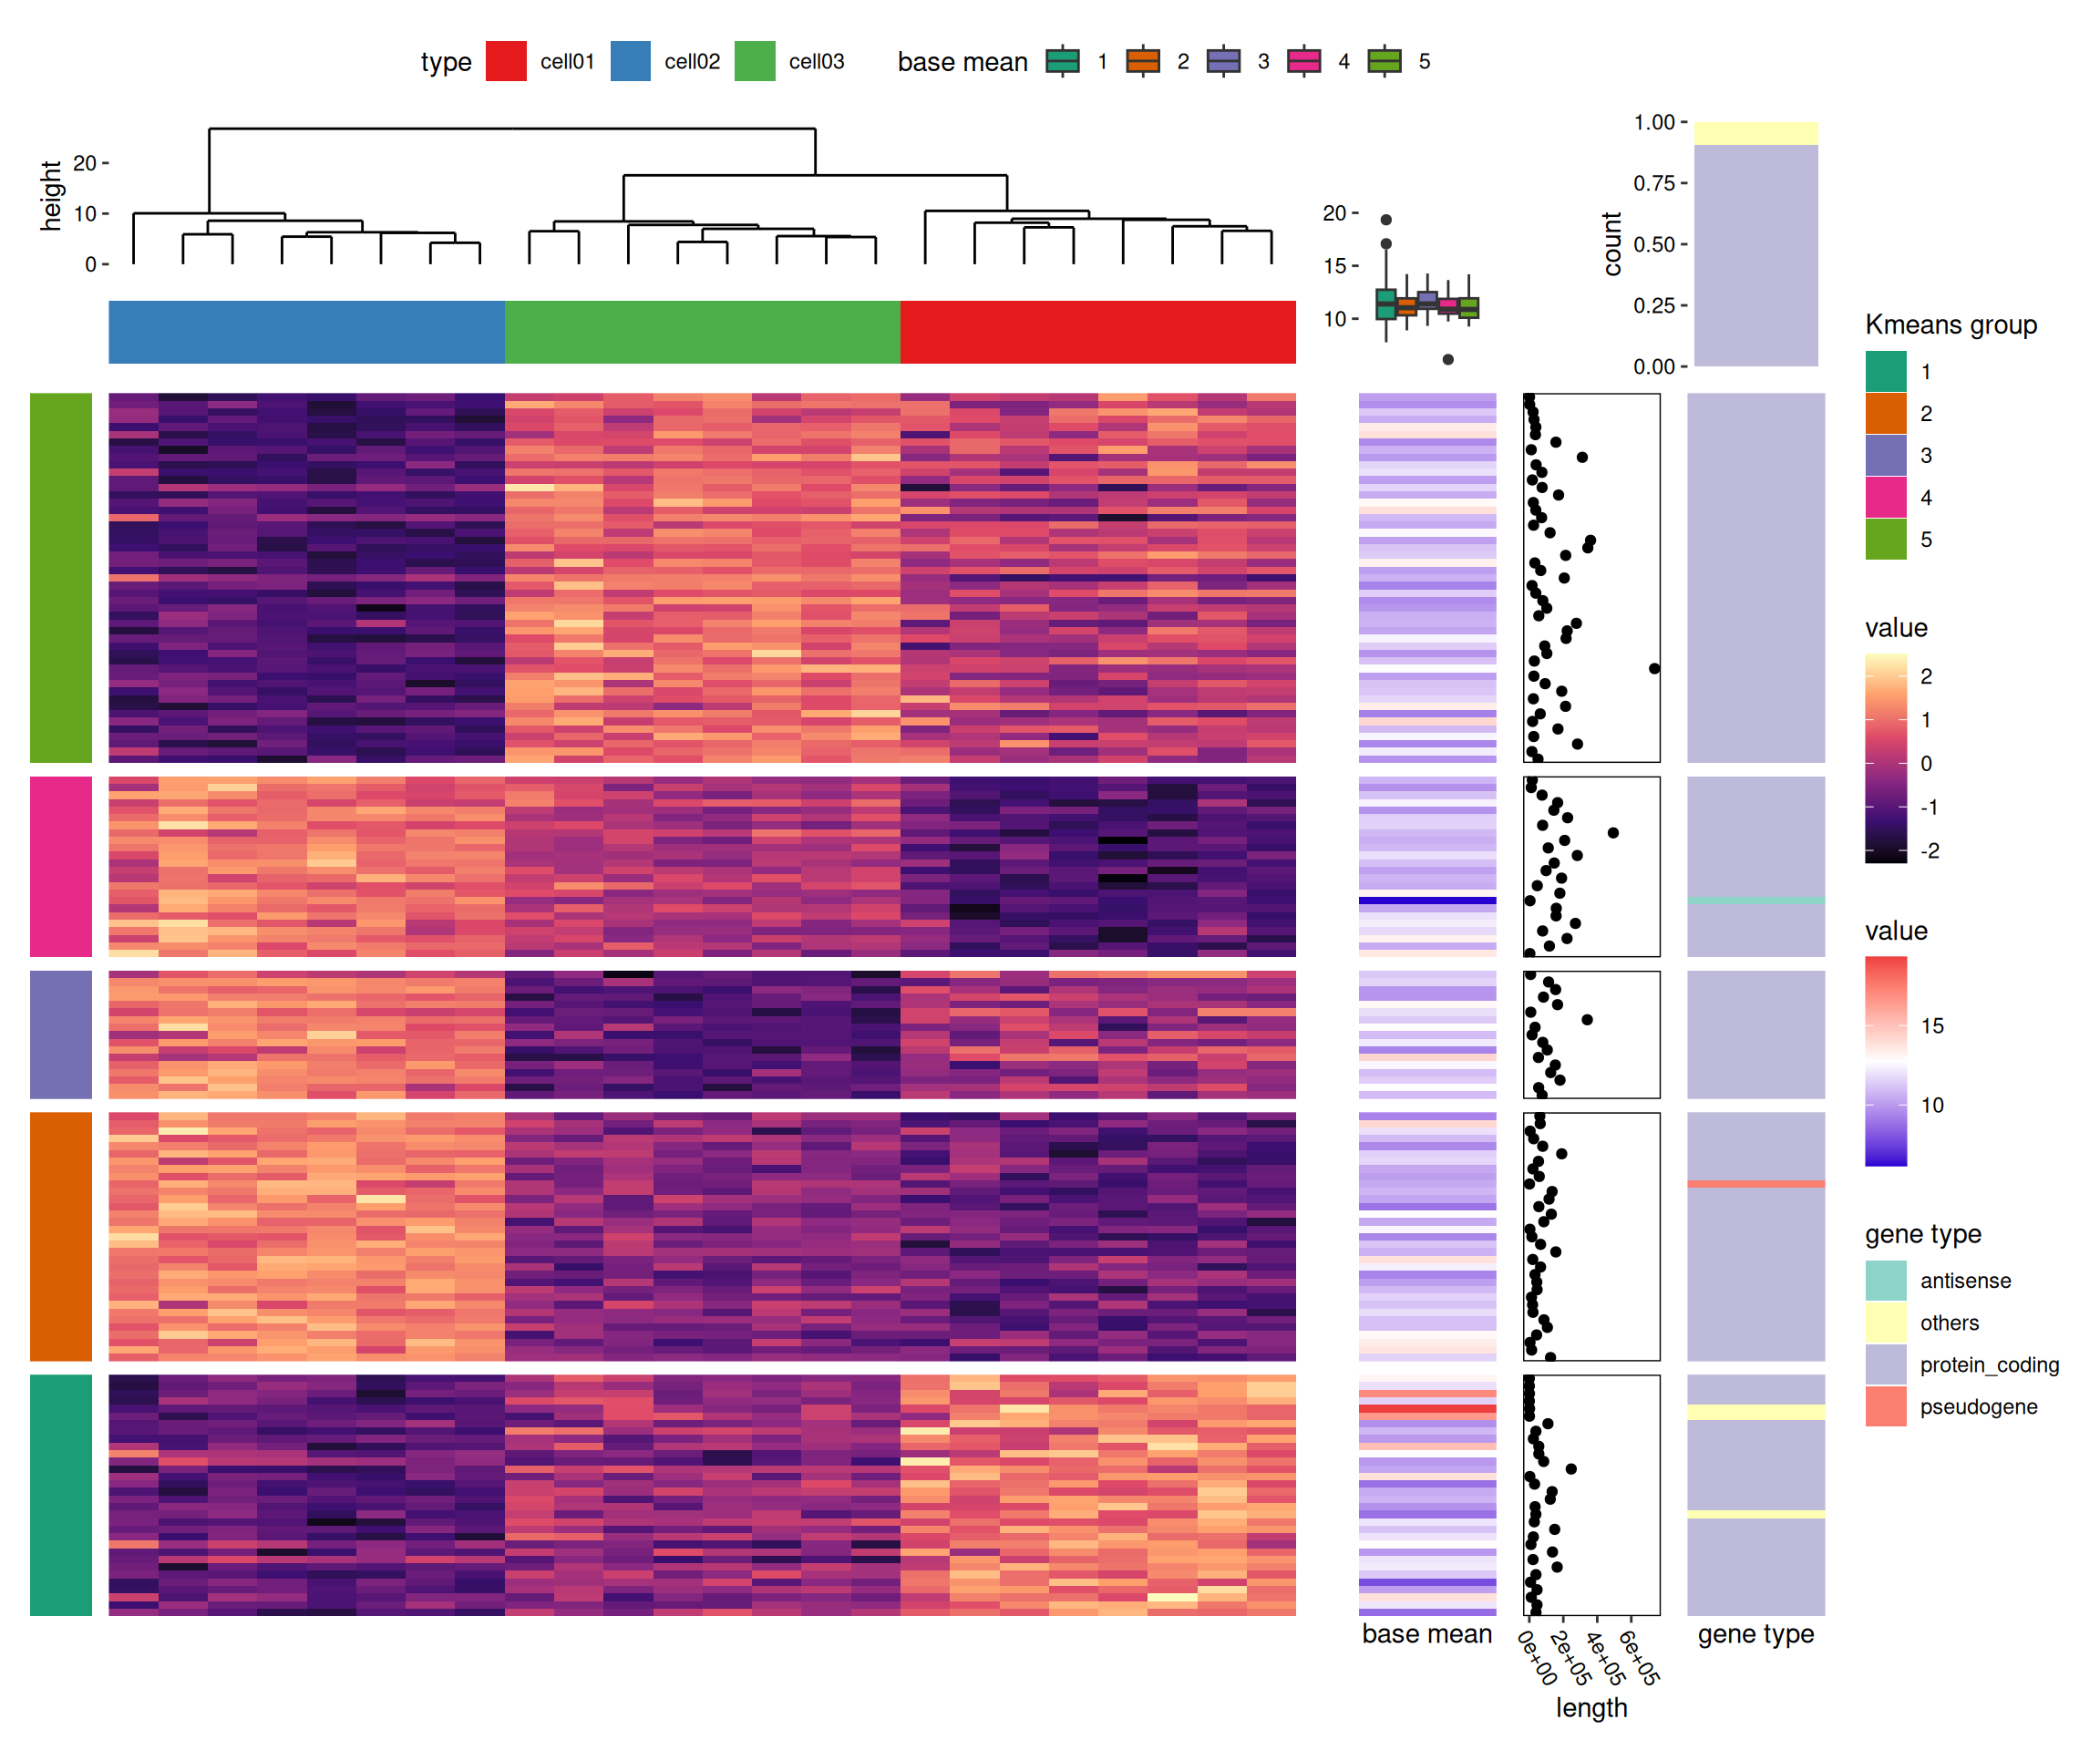 type cell01 cell02 cell03 base mean 1 2 3 4 5
height
20
10
0
20
15
10
count
1.00
0.75
0.50
0.25
0.00
Kmeans group
1
2
3
4
5
value
2
1
0
-1
-2
value
15
10
gene type
antisense
others
protein_coding
pseudogene
base mean
0e+00
2e+05
4e+05
6e+05
length
gene type